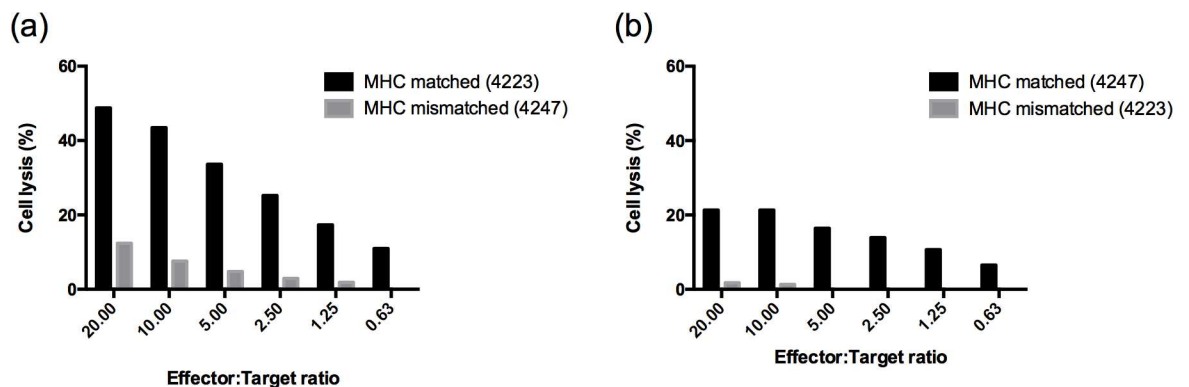 (a)
60
40
20
0
Cell lysis (%)
MHC matched (4223)
MHC mismatched (4247)
20.00
10.00
5.00
2.50
1.25
0.63
Effector:Target ratio
(b)
60
40
20
0
Cell lysis (%)
MHC matched (4247)
MHC mismatched (4223)
20.00
10.00
5.00
2.50
1.25
0.63
Effector:Target ratio